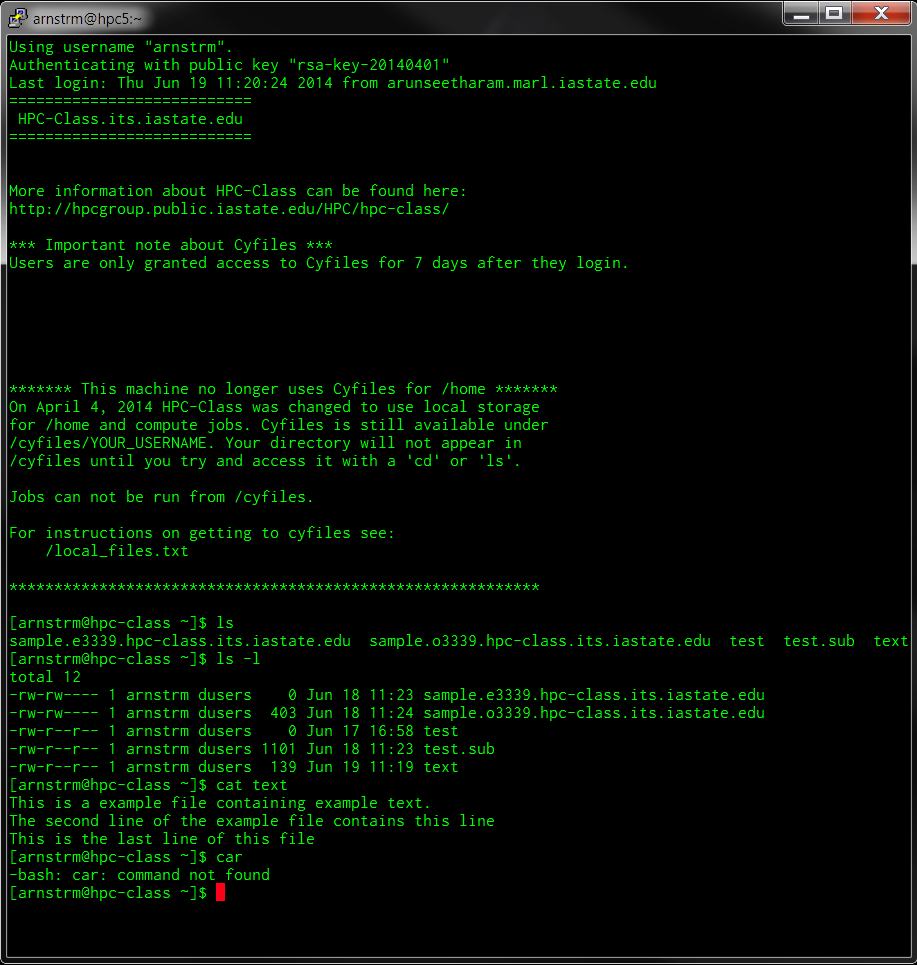 arnstrm@hpc5:~
Using username "arnstrm".
Authenticating with public key "rsa-key-20140401"
Last login: Thu Jun 19 11:20:24 2014 from arunseetharam.marl.iastate.edu
===========================
 HPC-Class.its.iastate.edu
===========================
More information about HPC-Class can be found here:
http://hpcgroup.public.iastate.edu/HPC/hpc-class/
*** Important note about Cyfiles ***
Users are only granted access to Cyfiles for 7 days after they login.
******* This machine no longer uses Cyfiles for /home *******
On April 4, 2014 HPC-Class was changed to use local storage
for /home and compute jobs. Cyfiles is still available under
/cyfiles/YOUR_USERNAME. Your directory will not appear in
/cyfiles until you try and access it with a 'cd' or 'ls'.
Jobs can not be run from /cyfiles.
For instructions on getting to cyfiles see:
    /local_files.txt
***********************************************************
[arnstrm@hpc-class ~]$ ls
sample.e3339.hpc-class.its.iastate.edu  sample.o3339.hpc-class.its.iastate.edu  test  test.sub  text
[arnstrm@hpc-class ~]$ ls -l
total 12
-rw-rw---- 1 arnstrm dusers    0 Jun 18 11:23 sample.e3339.hpc-class.its.iastate.edu
-rw-rw---- 1 arnstrm dusers  403 Jun 18 11:24 sample.o3339.hpc-class.its.iastate.edu
-rw-r--r-- 1 arnstrm dusers    0 Jun 17 16:58 test
-rw-r--r-- 1 arnstrm dusers 1101 Jun 18 11:23 test.sub
-rw-r--r-- 1 arnstrm dusers  139 Jun 19 11:19 text
[arnstrm@hpc-class ~]$ cat text
This is a example file containing example text.
The second line of the example file contains this line
This is the last line of this file
[arnstrm@hpc-class ~]$ car
-bash: car: command not found
[arnstrm@hpc-class ~]$